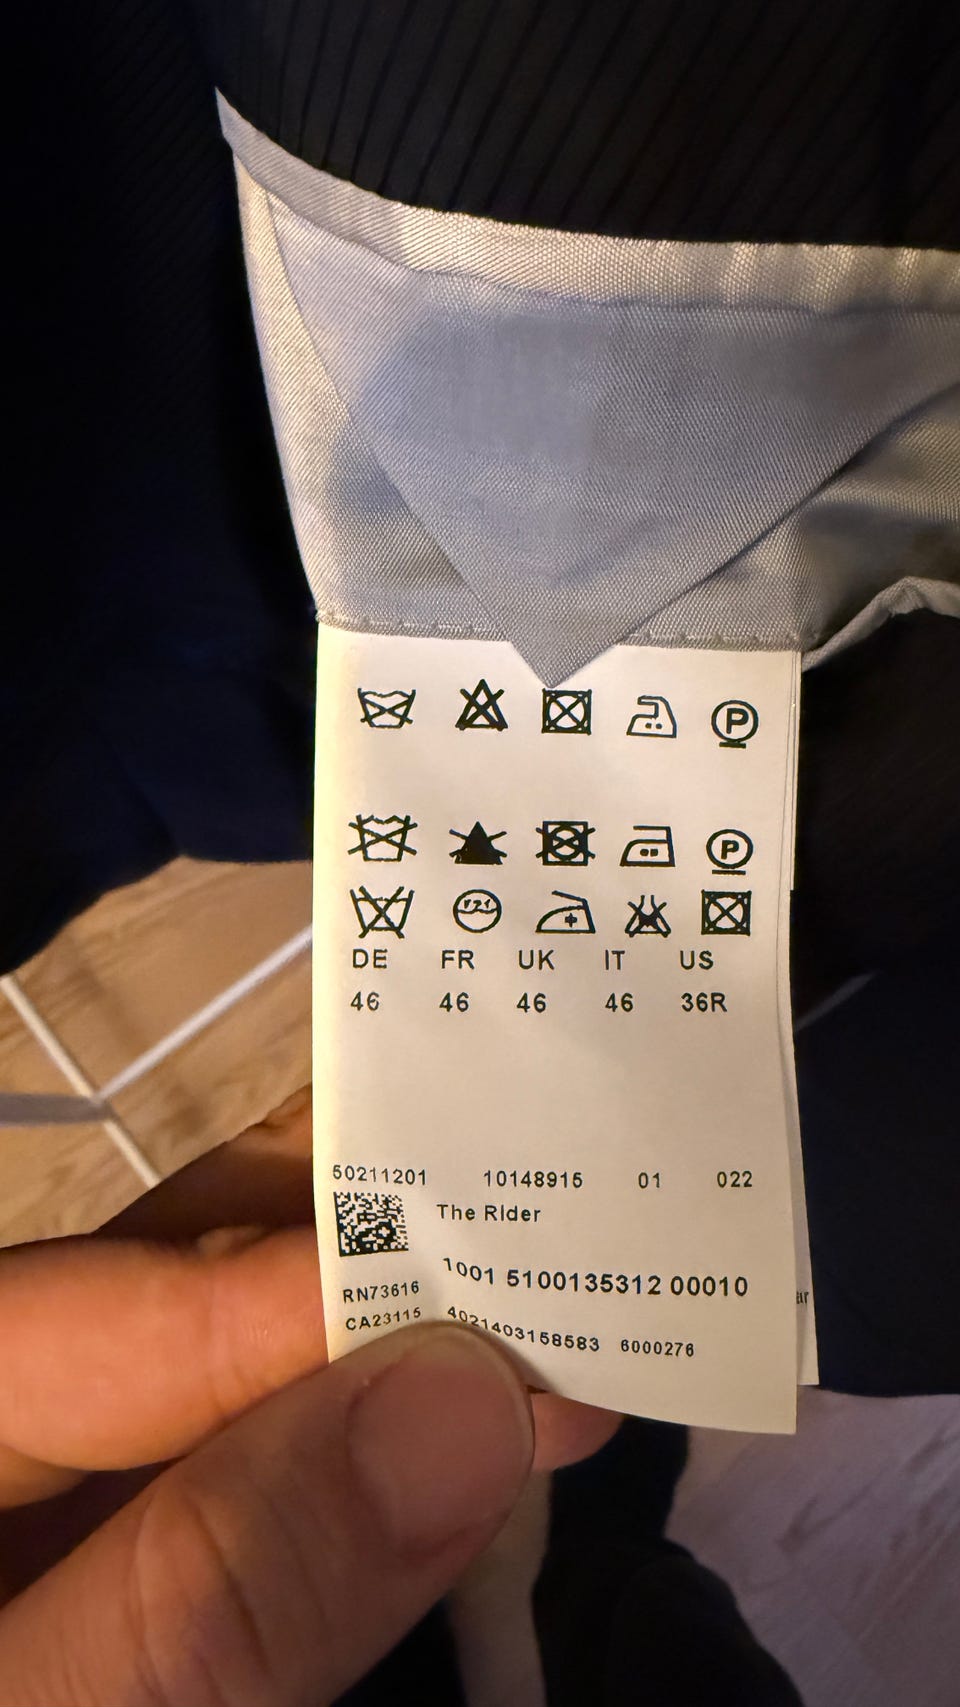 DE FR UK IT US
46 46 46 46 36R
50211201 10148915 01 022
The Rider
1001 5100135312 00010
RN73616
CA23115 4021403158583 6000276